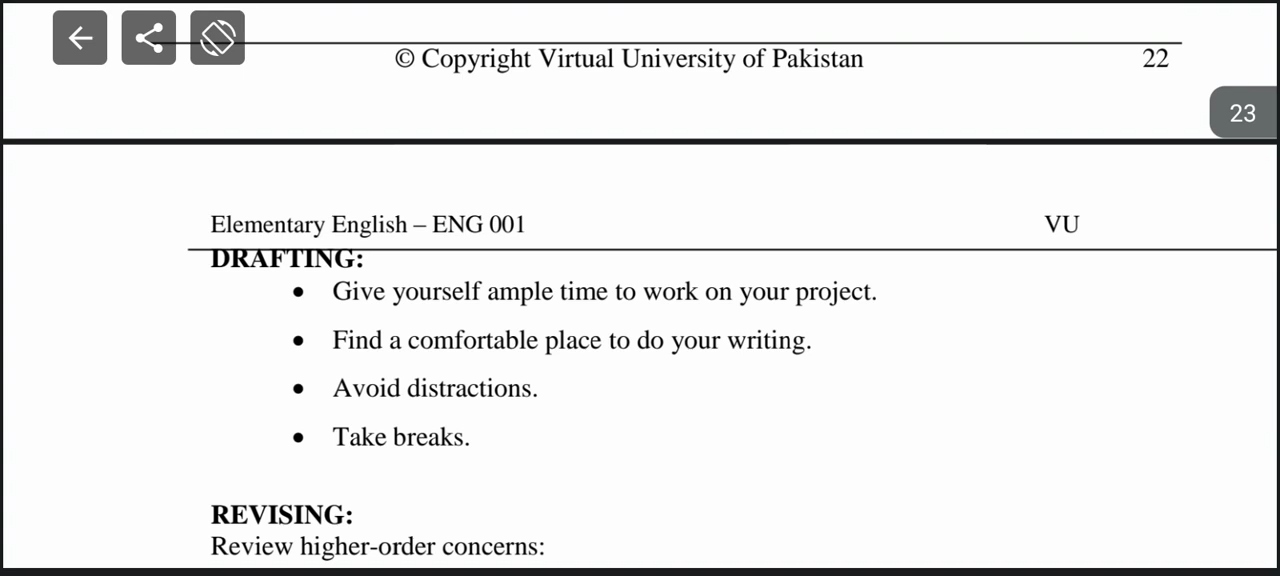 © Copyright Virtual University of Pakistan 22
23
Elementary English – ENG 001 VU
DRAFTING:
• Give yourself ample time to work on your project.
• Find a comfortable place to do your writing.
• Avoid distractions.
• Take breaks.
REVISING:
Review higher-order concerns: